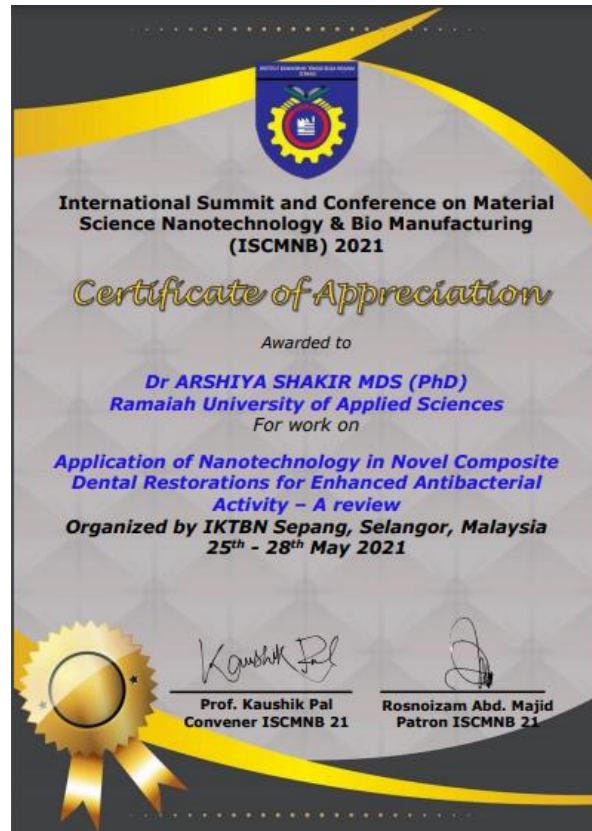 International Summit and Conference on Material
Science Nanotechnology & Bio Manufacturing
(ISCMNB) 2021
Certificate of Appreciation
Awarded to
Dr ARSHIYA SHAKIR MDS (PhD)
Ramaiah University of Applied Sciences
For work on
Application of Nanotechnology in Novel Composite
Dental Restorations for Enhanced Antibacterial
Activity – A review
Organized by IKTBN Sepang, Selangor, Malaysia
25th - 28th May 2021
Kaushik Pal
Prof. Kaushik Pal
Convener ISCMNB 21
Rosnoizam Abd. Majid
Patron ISCMNB 21